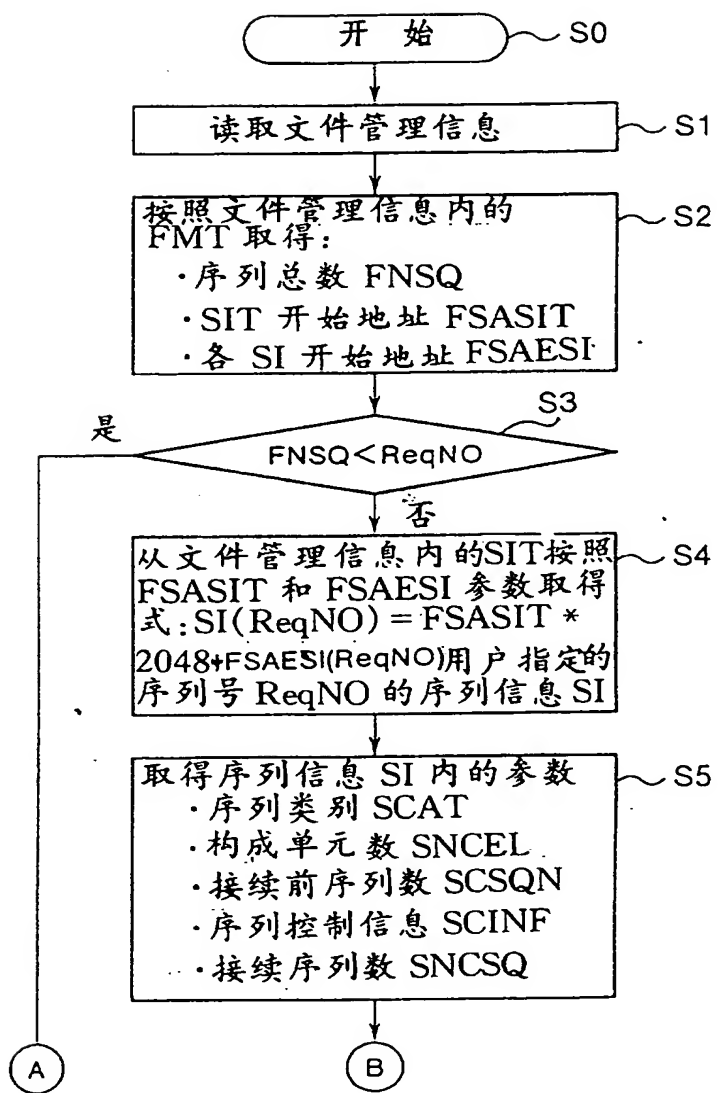 开 始
S0
读取文件管理信息
S1
按照文件管理信息内的
FMT 取得:
·序列总数 FNSQ
·SIT 开始地址 FSASIT
·各 SI 开始地址 FSAESI
S2
S3
是
FNSQ<ReqNO
否
从文件管理信息内的SIT按照
FSASIT 和 FSAESI 参数取得
式:SI(ReqNO)=FSASIT *
2048+FSAESI(ReqNO)用户指定的
序列号 ReqNO 的序列信息 SI
S4
取得序列信息 SI 内的参数
·序列类别 SCAT
·构成单元数 SNCEL
·接续前序列数 SCSQN
·序列控制信息 SCINF
·接续序列数 SNCSQ
S5
A
B